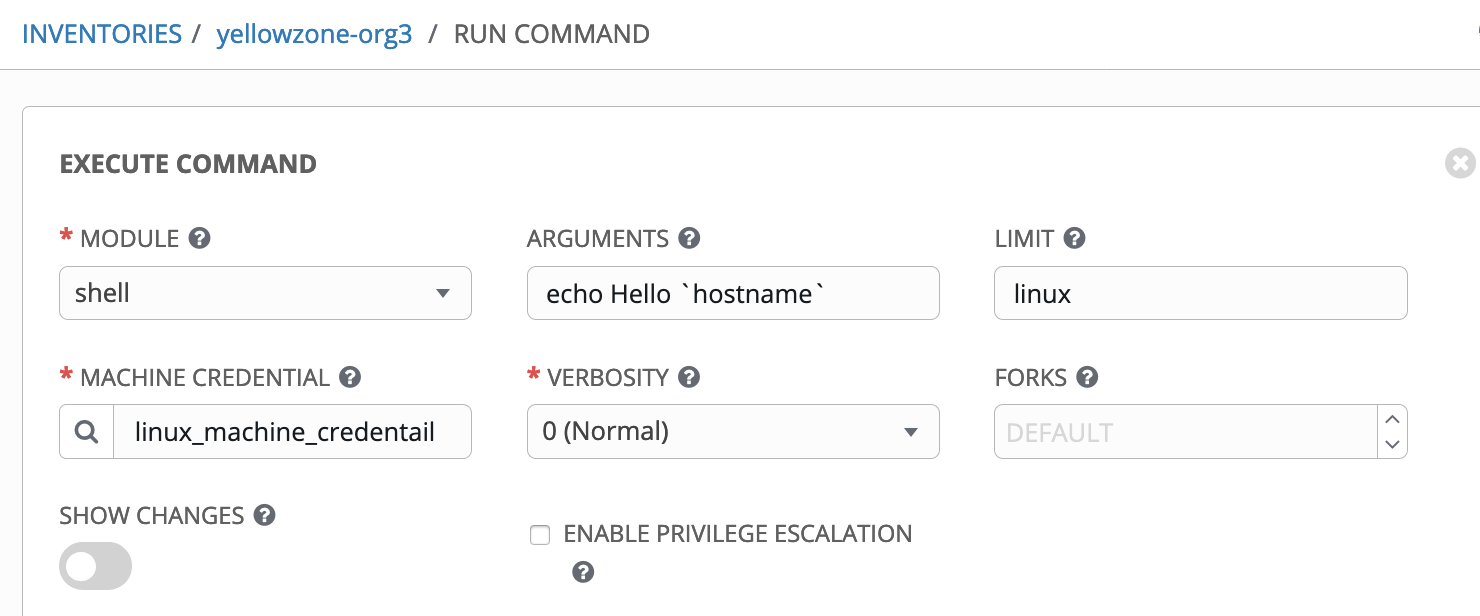 INVENTORIES / yellowzone-org3 / RUN COMMAND
EXECUTE COMMAND
* MODULE ?
ARGUMENTS ?
LIMIT ?
shell
echo Hello `hostname`
linux
* MACHINE CREDENTIAL ?
* VERBOSITY ?
FORKS ?
linux_machine_credentail
0 (Normal)
DEFAULT
SHOW CHANGES ?
ENABLE PRIVILEGE ESCALATION
?